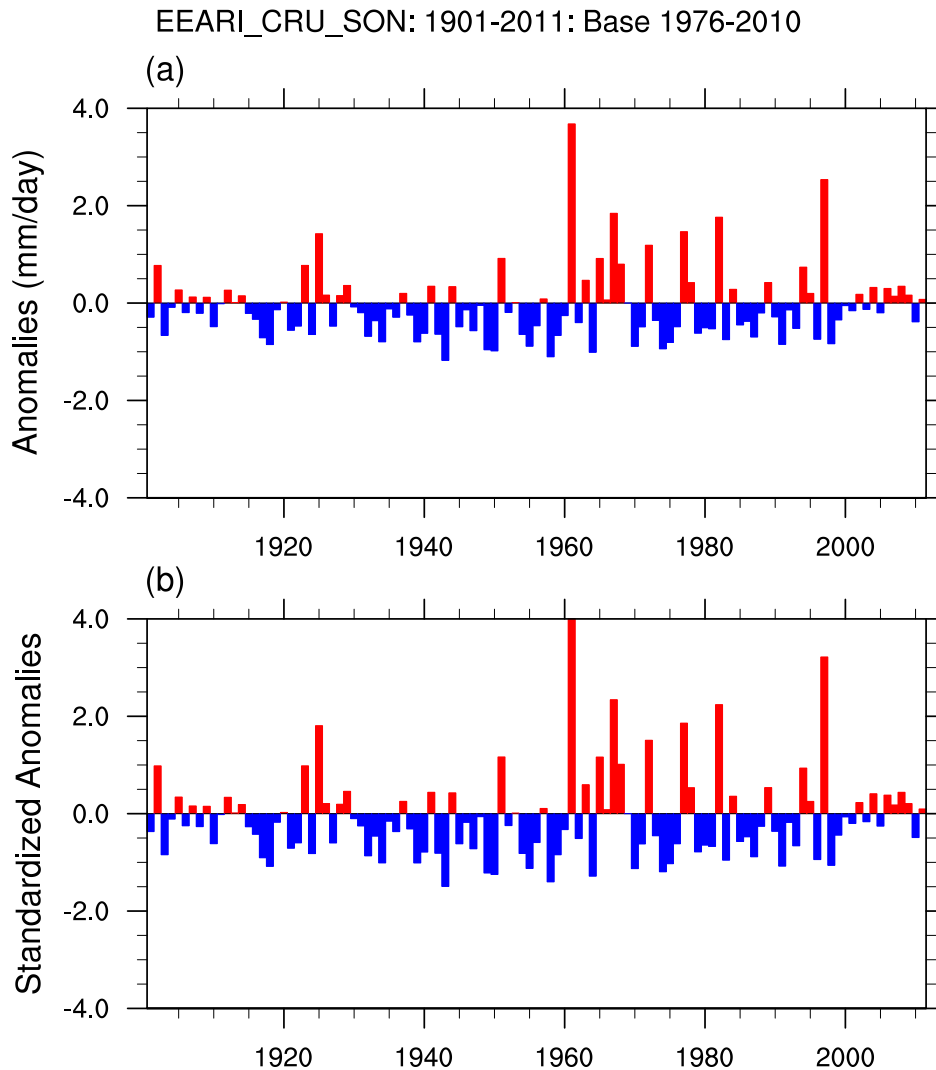 EEARI_CRU_SON: 1901-2011: Base 1976-2010
(a)
Anomalies (mm/day)
4.0
2.0
0.0
-2.0
-4.0
1920 1940 1960 1980 2000
(b)
Standardized Anomalies
4.0
2.0
0.0
-2.0
-4.0
1920 1940 1960 1980 2000